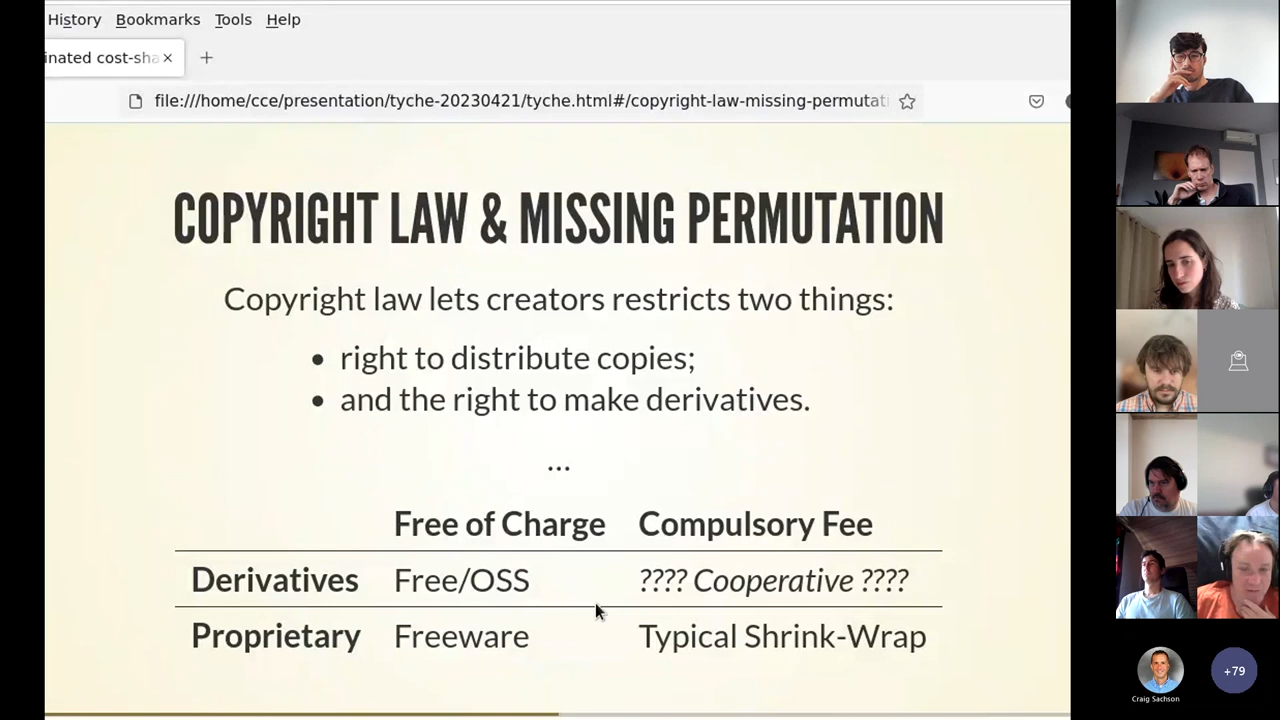 History Bookmarks Tools Help
inated cost-sha
file:///home/cce/presentation/tyche-20230421/tyche.html#/copyright-law-missing-permutati
COPYRIGHT LAW & MISSING PERMUTATION
Copyright law lets creators restricts two things:
• right to distribute copies;
• and the right to make derivatives.
...
Free of Charge Compulsory Fee
Derivatives Free/OSS ???? Cooperative ????
Proprietary Freeware Typical Shrink-Wrap
Craig Sachson
+79